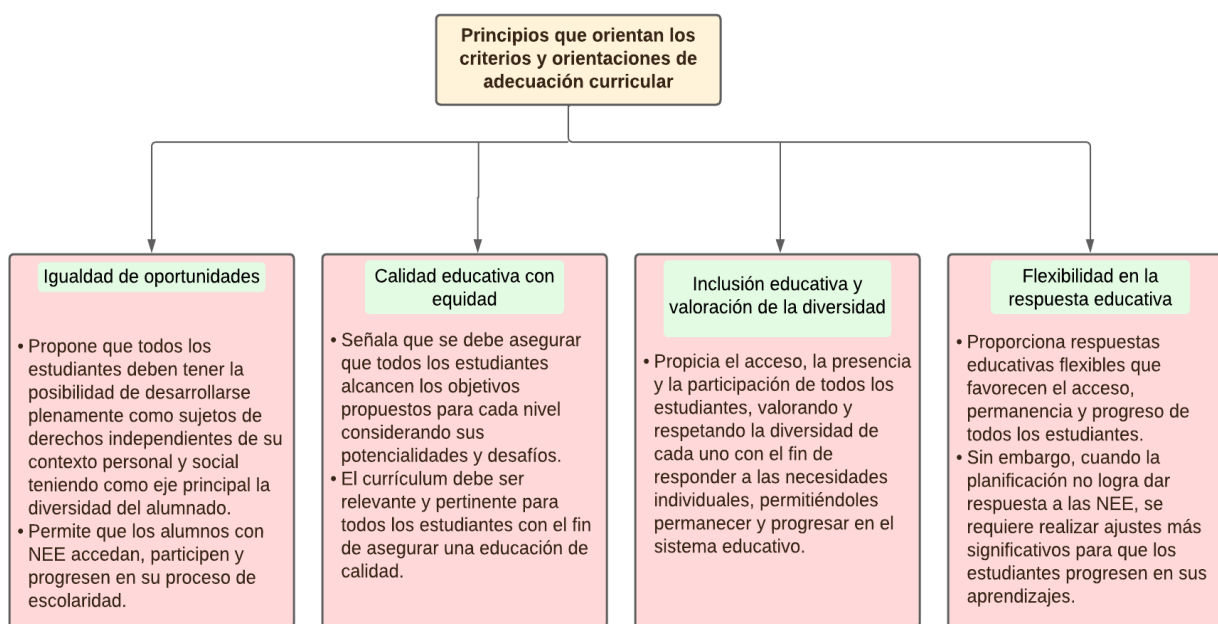 Principios que orientan los
criterios y orientaciones de
adecuación curricular
Igualdad de oportunidades
• Propone que todos los
estudiantes deben tener la
posibilidad de desarrollarse
plenamente como sujetos de
derechos independientes de su
contexto personal y social
teniendo como eje principal la
diversidad del alumnado.
• Permite que los alumnos con
NEE accedan, participen y
progresen en su proceso de
escolaridad.
Calidad educativa con
equidad
• Señala que se debe asegurar
que todos los estudiantes
alcancen los objetivos
propuestos para cada nivel
considerando sus
potencialidades y desafíos.
• El currículum debe ser
relevante y pertinente para
todos los estudiantes con el fin
de asegurar una educación de
calidad.
Inclusión educativa y
valoración de la diversidad
• Propicia el acceso, la presencia
y la participación de todos los
estudiantes, valorando y
respetando la diversidad de
cada uno con el fin de
responder a las necesidades
individuales, permitiéndoles
permanecer y progresar en el
sistema educativo.
Flexibilidad en la
respuesta educativa
• Proporciona respuestas
educativas flexibles que
favorecen el acceso,
permanencia y progreso de
todos los estudiantes.
• Sin embargo, cuando la
planificación no logra dar
respuesta a las NEE, se
requiere realizar ajustes más
significativos para que los
estudiantes progresen en sus
aprendizajes.